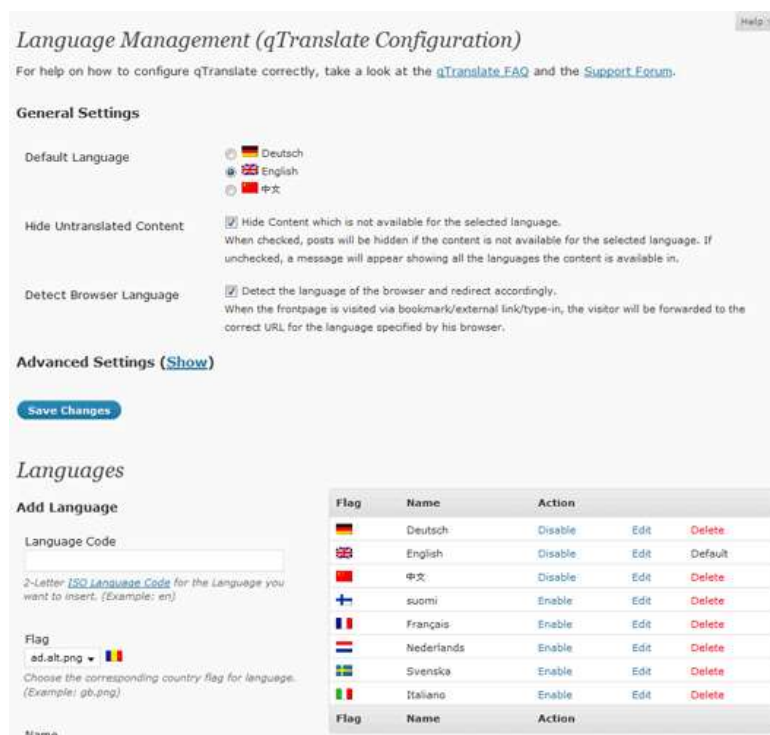 Help
Language Management (qTranslate Configuration)
For help on how to configure qTranslate correctly, take a look at the qTranslate FAQ and the Support Forum.
General Settings
Default Language
Deutsch
English
中文
Hide Untranslated Content
Hide Content which is not available for the selected language.
When checked, posts will be hidden if the content is not available for the selected language. If
unchecked, a message will appear showing all the languages the content is available in.
Detect Browser Language
Detect the language of the browser and redirect accordingly.
When the frontpage is visited via bookmark/external link/type-in, the visitor will be forwarded to the
correct URL for the language specified by his browser.
Advanced Settings (Show)
Save Changes
Languages
Add Language
Language Code
2-Letter ISO Language Code for the Language you
want to insert. (Example: en)
Flag
ad.alt.png
Choose the corresponding country flag for language.
(Example: gb.png)
Name
Flag Name Action
Deutsch Disable Edit Delete
English Disable Edit Default
中文 Disable Edit Delete
suomi Enable Edit Delete
Français Enable Edit Delete
Nederlands Enable Edit Delete
Svenska Enable Edit Delete
Italiano Enable Edit Delete
Flag Name Action